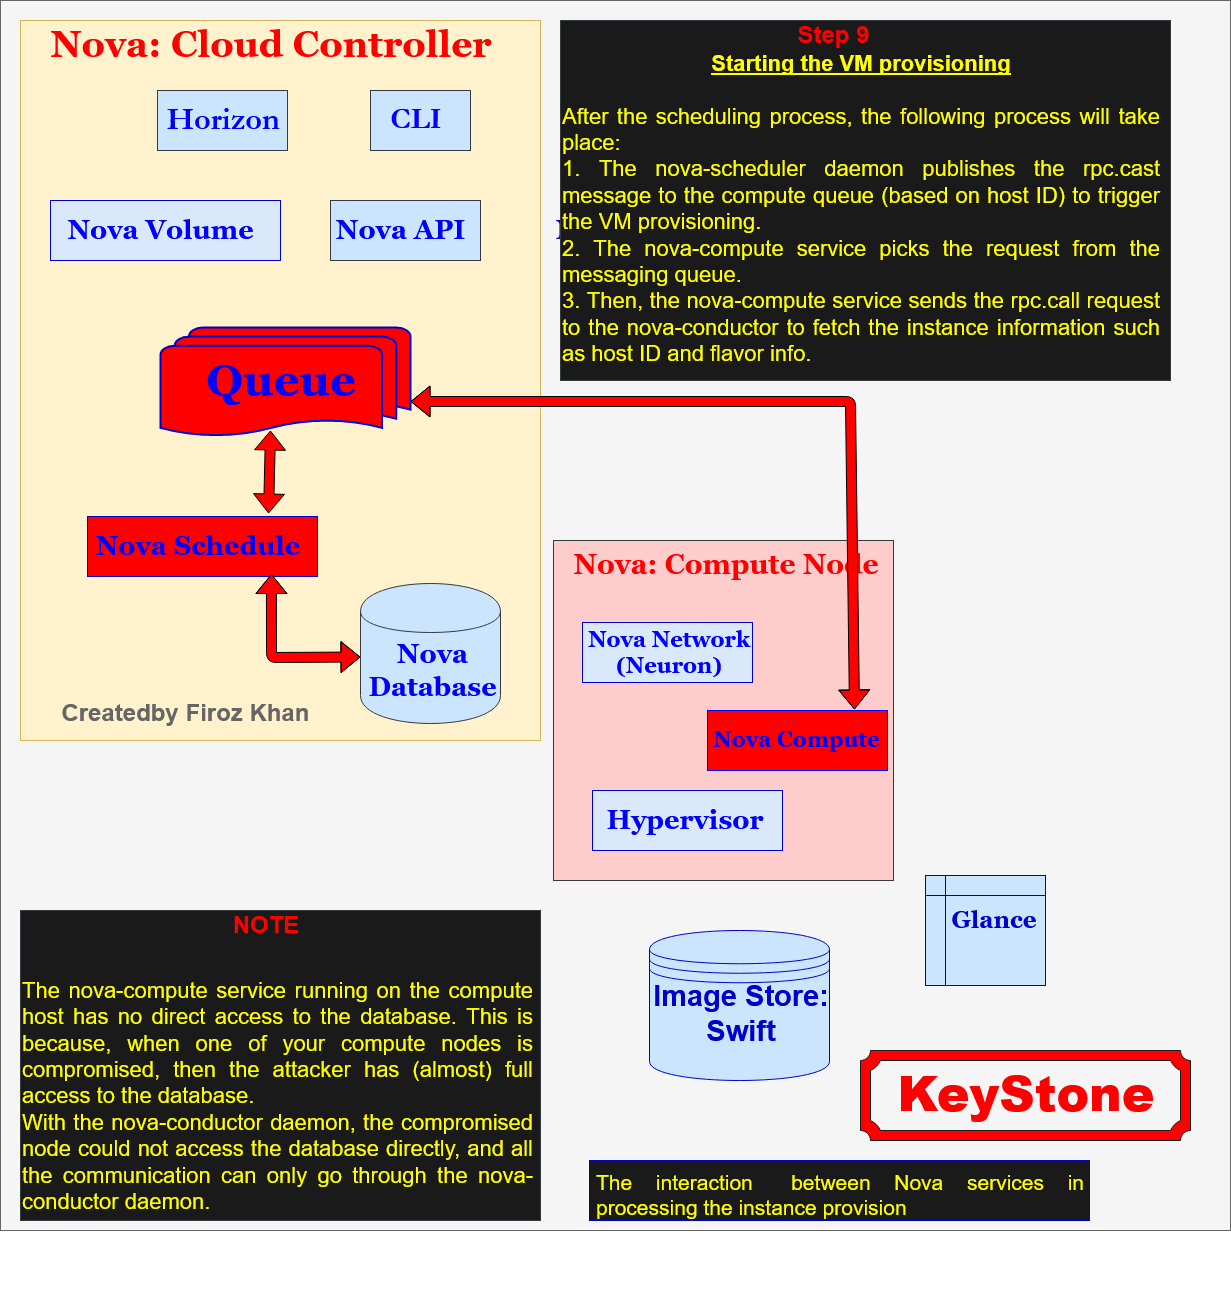 Nova: Cloud Controller
Horizon
CLI
Nova Volume
Nova API
Queue
Nova Schedule
Nova
Database
Createdby Firoz Khan
Step 9
Starting the VM provisioning
After the scheduling process, the following process will take
place:
1. The nova-scheduler daemon publishes the rpc.cast
message to the compute queue (based on host ID) to trigger
the VM provisioning.
2. The nova-compute service picks the request from the
messaging queue.
3. Then, the nova-compute service sends the rpc.call request
to the nova-conductor to fetch the instance information such
as host ID and flavor info.
Nova: Compute Node
Nova Network
(Neuron)
Nova Compute
Hypervisor
Glance
Image Store:
Swift
KeyStone
NOTE
The nova-compute service running on the compute
host has no direct access to the database. This is
because, when one of your compute nodes is
compromised, then the attacker has (almost) full
access to the database.
With the nova-conductor daemon, the compromised
node could not access the database directly, and all
the communication can only go through the nova-
conductor daemon.
The interaction between Nova services in
processing the instance provision